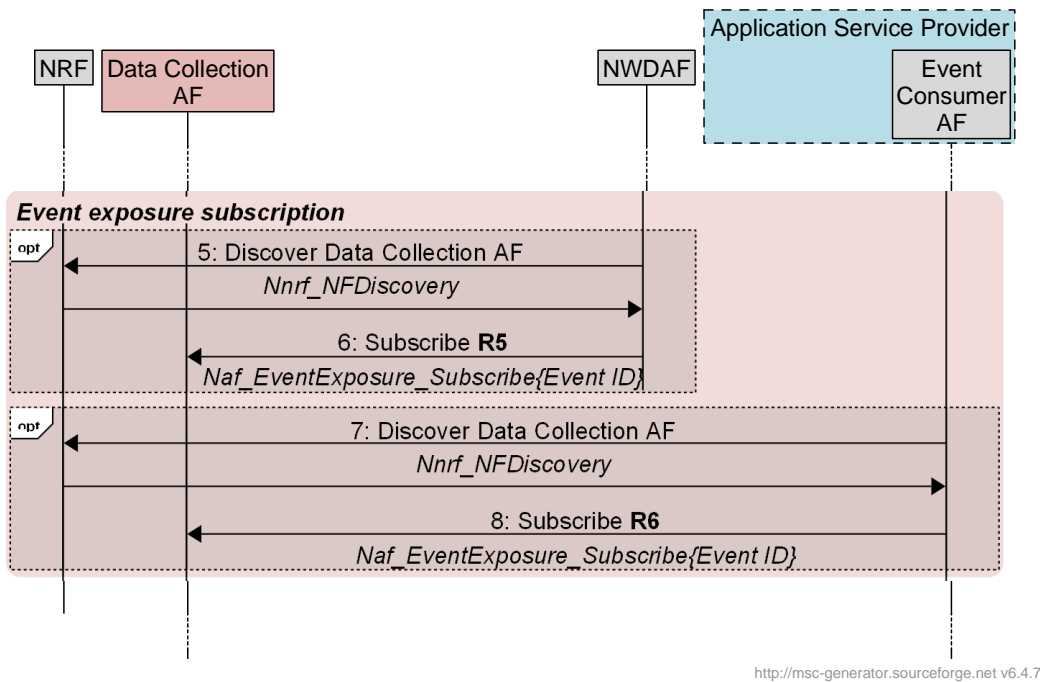 Application Service Provider
NRF
Data Collection
AF
NWDAF
Event
Consumer
AF
Event exposure subscription
opt
5: Discover Data Collection AF
Nnrf_NFDiscovery
6: Subscribe R5
Naf_EventExposure_Subscribe{Event ID}
opt
7: Discover Data Collection AF
Nnrf_NFDiscovery
8: Subscribe R6
Naf_EventExposure_Subscribe{Event ID}
http://msc-generator.sourceforge.net v6.4.7